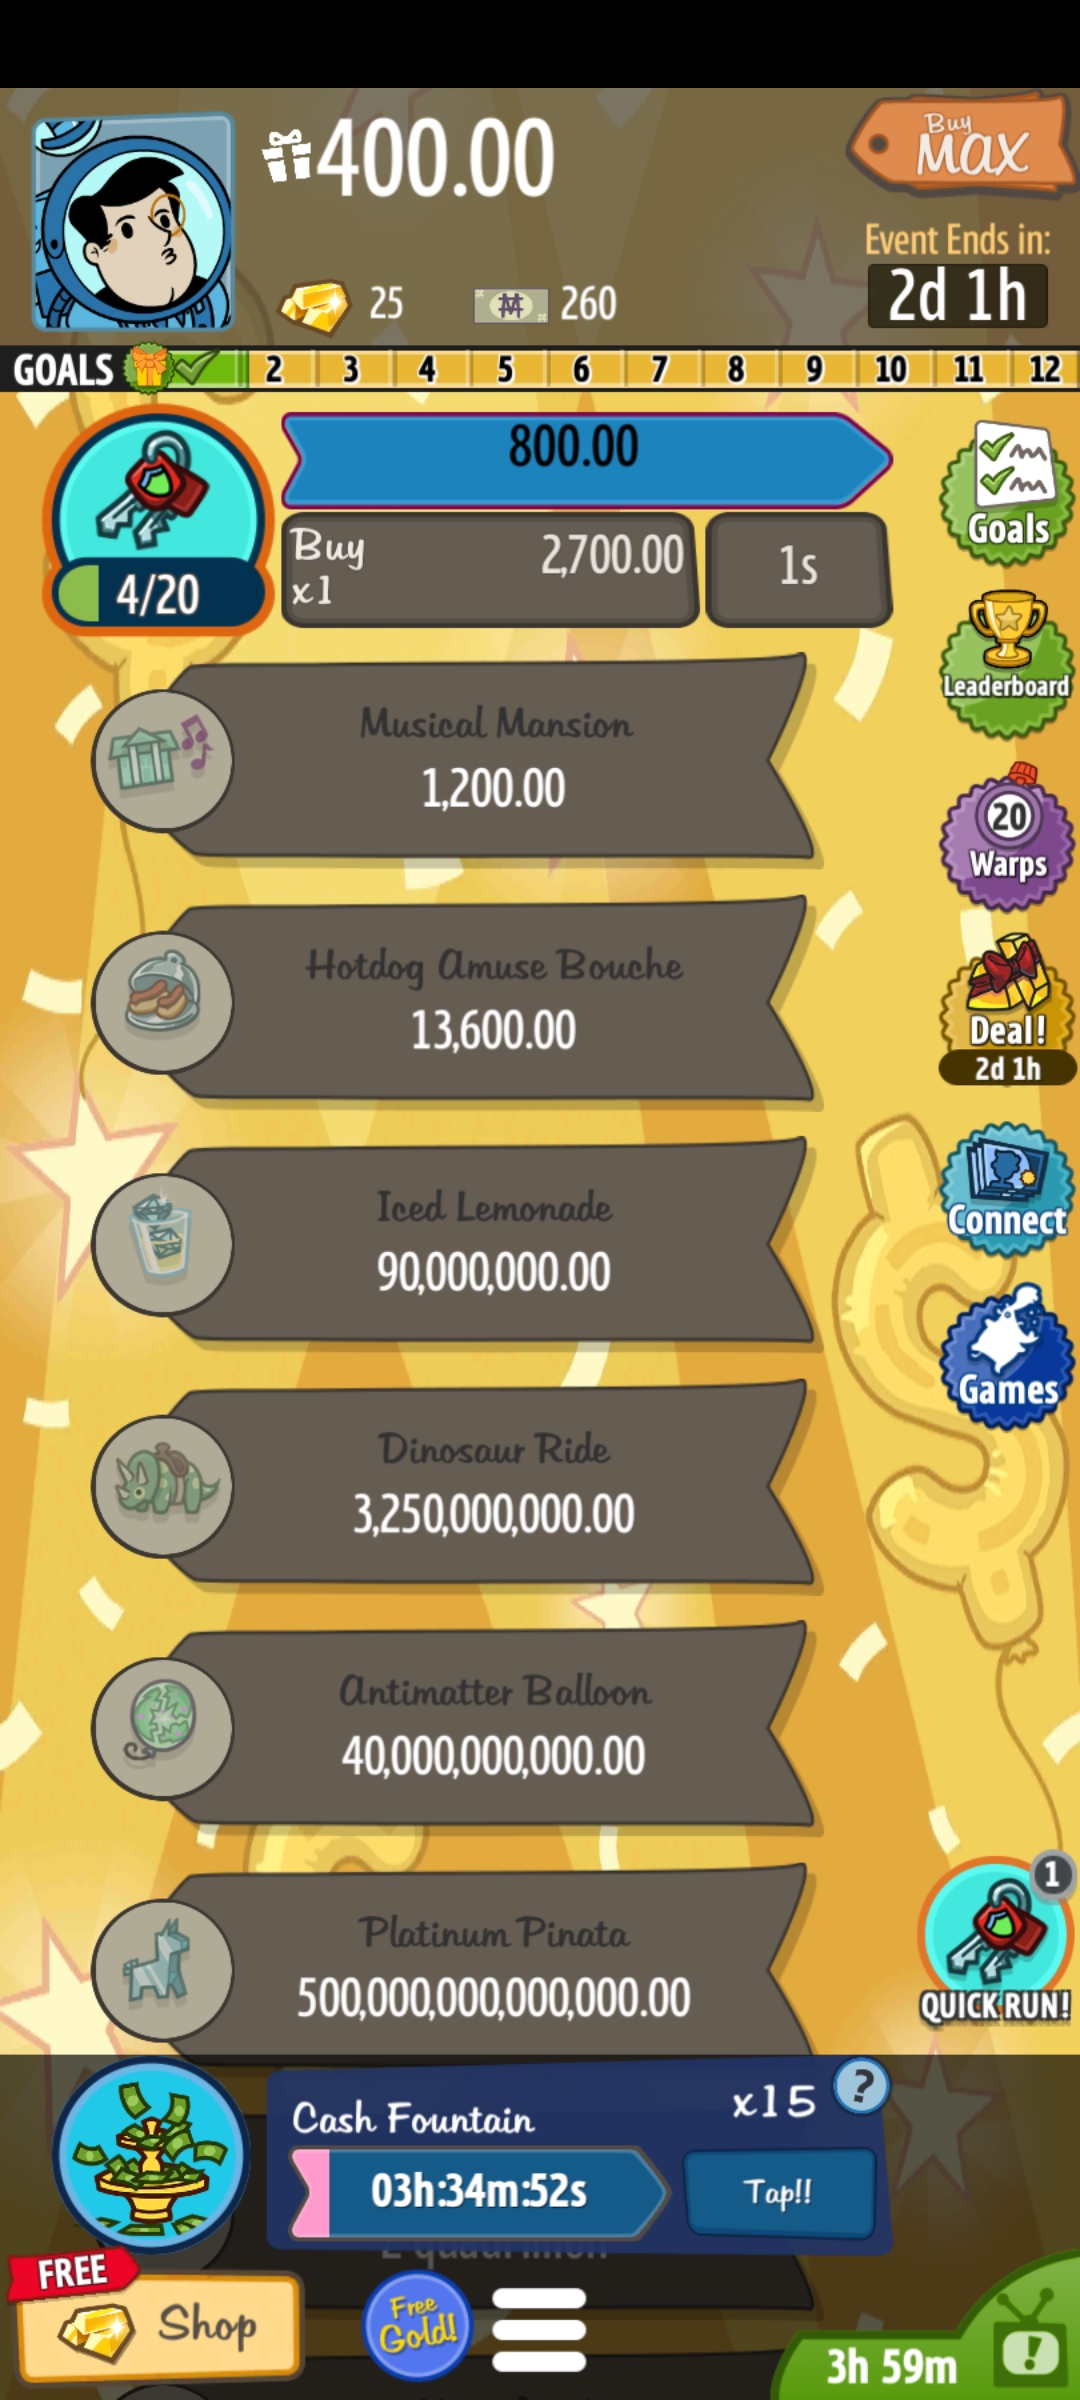 400.00
Buy
MAX
25
260
Event Ends in:
2d 1h
GOALS 2 3 4 5 6 7 8 9 10 11 12
800.00
Buy
x1
2,700.00
1s
4/20
Goals
Leaderboard
Musical Mansion
1,200.00
20
Warps
Hotdog Amuse Bouche
13,600.00
Deal!
2d 1h
Iced Lemonade
90,000,000.00
Connect
Games
Dinosaur Ride
3,250,000,000.00
Antimatter Balloon
40,000,000,000.00
1
QUICK RUN!
Platinum Pinata
500,000,000,000,000.00
Cash Fountain
x15
?
03h:34m:52s
Tap!!
FREE
Shop
Free
Gold!
3h 59m
!